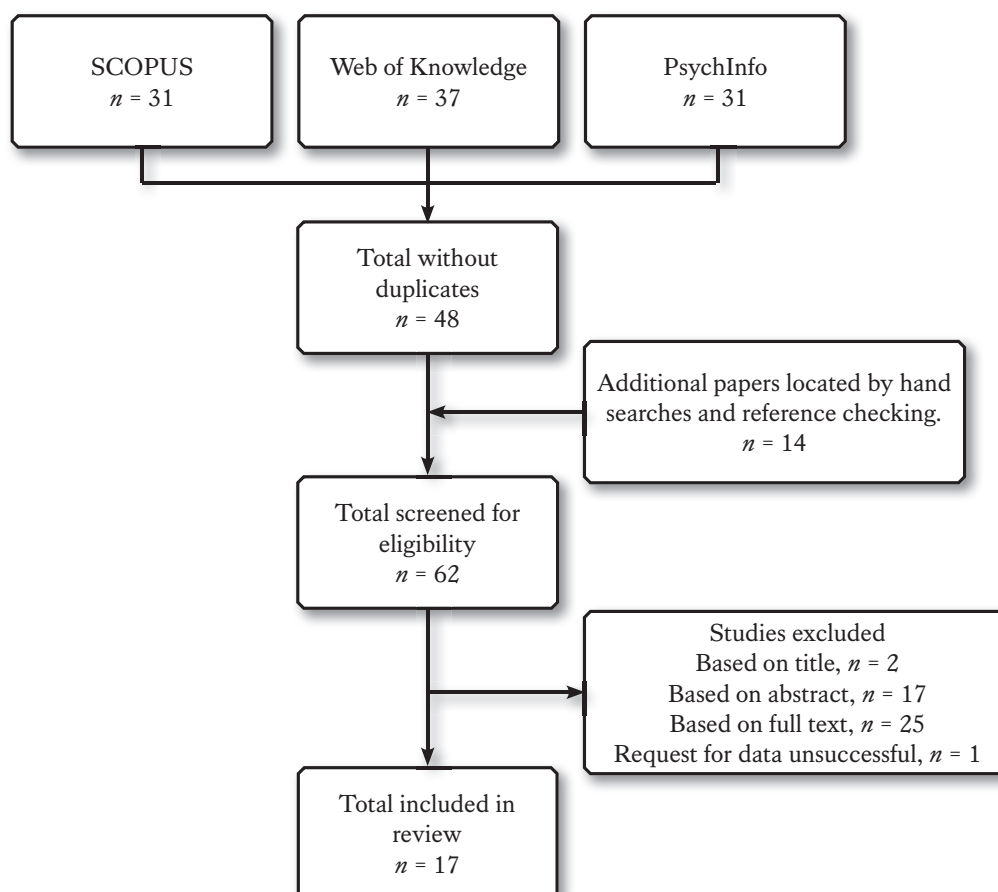 SCOPUS
n = 31
Web of Knowledge
n = 37
PsychInfo
n = 31
Total without
duplicates
n = 48
Additional papers located by hand
searches and reference checking.
n = 14
Total screened for
eligibility
n = 62
Studies excluded
Based on title, n = 2
Based on abstract, n = 17
Based on full text, n = 25
Request for data unsuccessful, n = 1
Total included in
review
n = 17